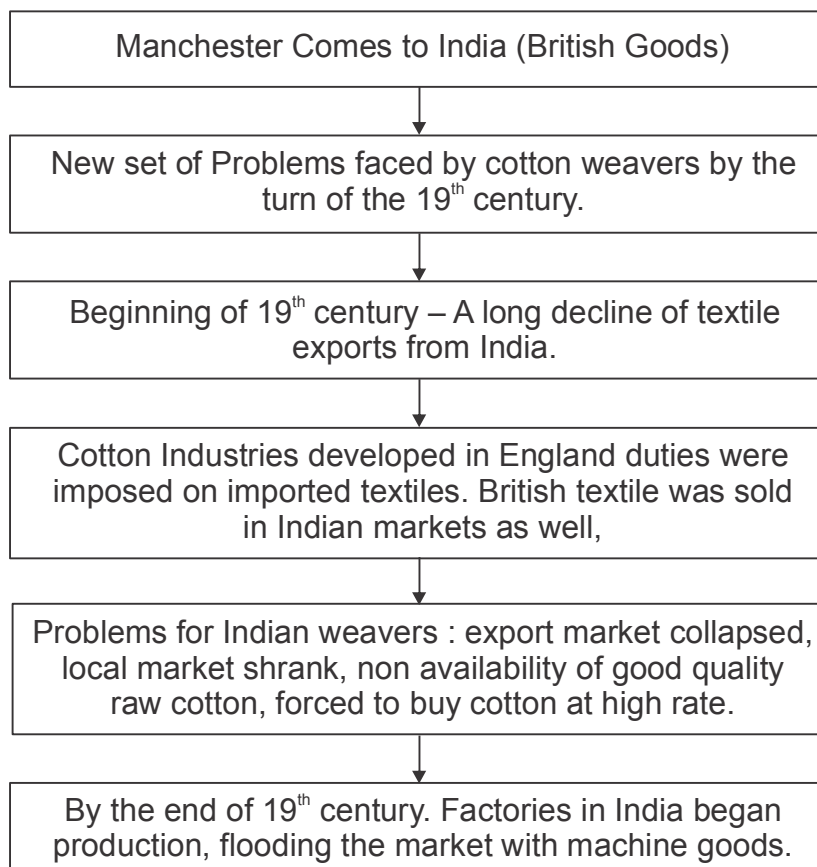 Manchester Comes to India (British Goods)
New set of Problems faced by cotton weavers by the
turn of the 19th century.
Beginning of 19th century – A long decline of textile
exports from India.
Cotton Industries developed in England duties were
imposed on imported textiles. British textile was sold
in Indian markets as well,
Problems for Indian weavers : export market collapsed,
local market shrank, non availability of good quality
raw cotton, forced to buy cotton at high rate.
By the end of 19th century. Factories in India began
production, flooding the market with machine goods.